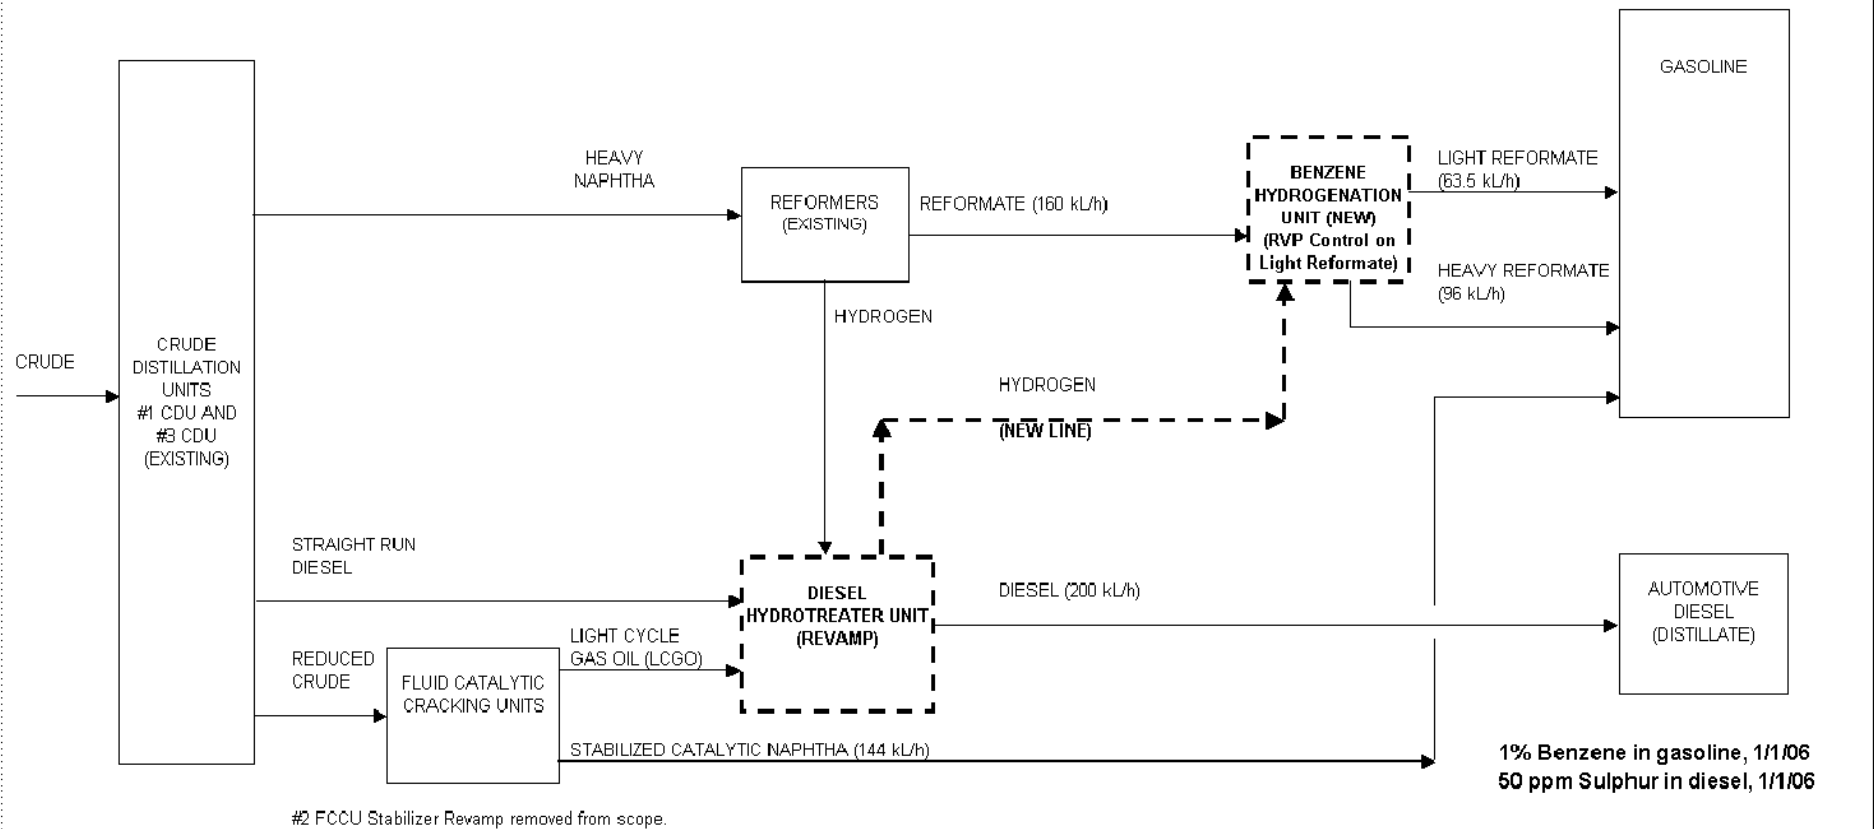 GASOLINE
HEAVY
NAPHTHA
REFORMERS
(EXISTING)
REFORMATE (160 kL/h)
BENZENE
HYDROGENATION
UNIT (NEW)
(RVP Control on
Light Reformate)
LIGHT REFORMATE
(63.5 kL/h)
HEAVY REFORMATE
(96 kL/h)
HYDROGEN
CRUDE
CRUDE
DISTILLATION
UNITS
#1 CDU AND
#3 CDU
(EXISTING)
HYDROGEN
(NEW LINE)
STRAIGHT RUN
DIESEL
DIESEL
HYDROTREATER UNIT
(REVAMP)
DIESEL (200 kL/h)
AUTOMOTIVE
DIESEL
(DISTILLATE)
LIGHT CYCLE
GAS OIL (LCGO)
REDUCED
CRUDE
FLUID CATALYTIC
CRACKING UNITS
STABILIZED CATALYTIC NAPHTHA (144 kL/h)
1% Benzene in gasoline, 1/1/06
50 ppm Sulphur in diesel, 1/1/06
#2 FCCU Stabilizer Revamp removed from scope.